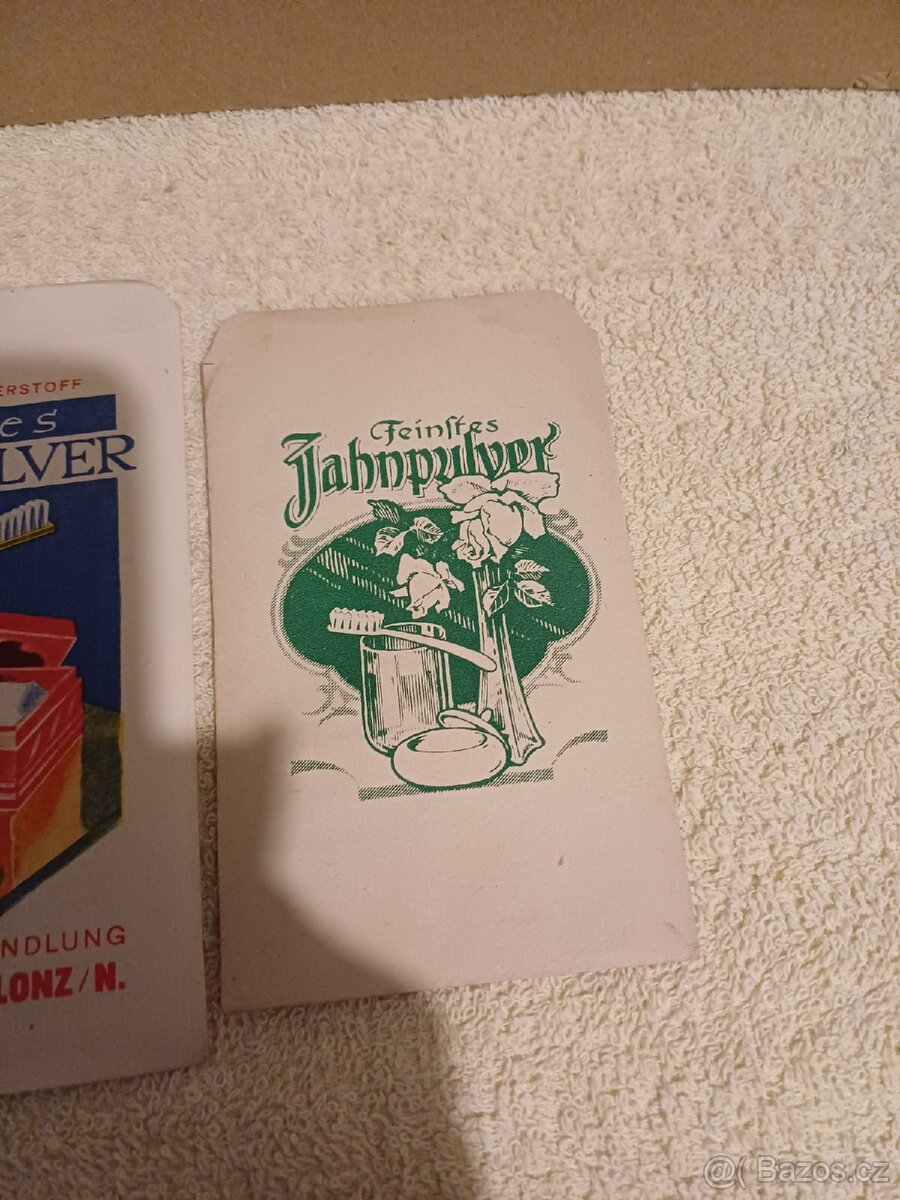 ERSTOFF
es
LVER
NDLUNG
LONZ/N.
Feinstes
Zahnpulver
@( Bazos.cz